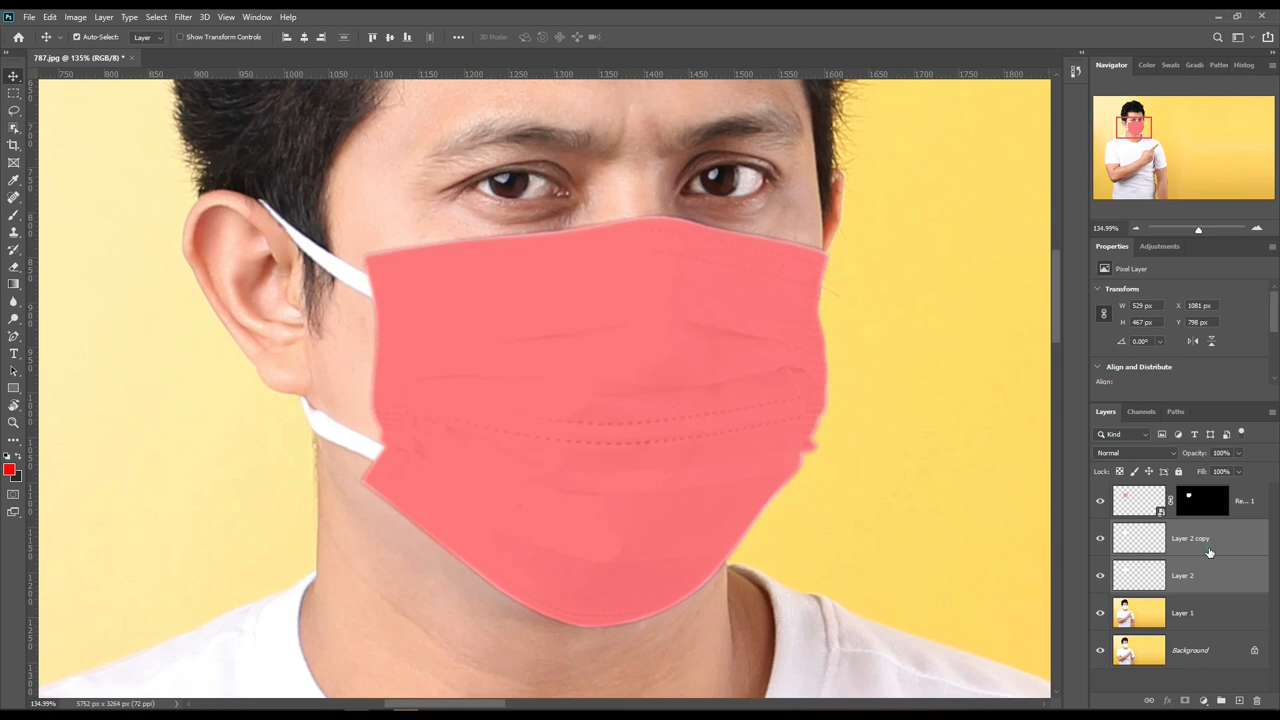 Ps File Edit Image Layer Type Select Filter 3D View Window Help
Auto-Select: Layer Show Transform Controls 3D Mode:
787.jpg @ 135% (RGB/8) *
750 800 850 900 950 1000 1100 1150 1200 1250 1300 1350 1400 1450 1500 1550 1600 1650 1700 1750 1800
Navigator Color Swatc Gradi Patter Histog
134.99%
Properties Adjustments
Pixel Layer
Transform
W 529 px X 1081 px
H 467 px Y 798 px
0.00°
Align and Distribute
Align:
Layers Channels Paths
Kind
Normal Opacity: 100%
Lock: Fill: 100%
Re... 1
Layer 2 copy
Layer 2
Layer 1
Background
134.99% 5752 px x 3264 px (72 ppi)